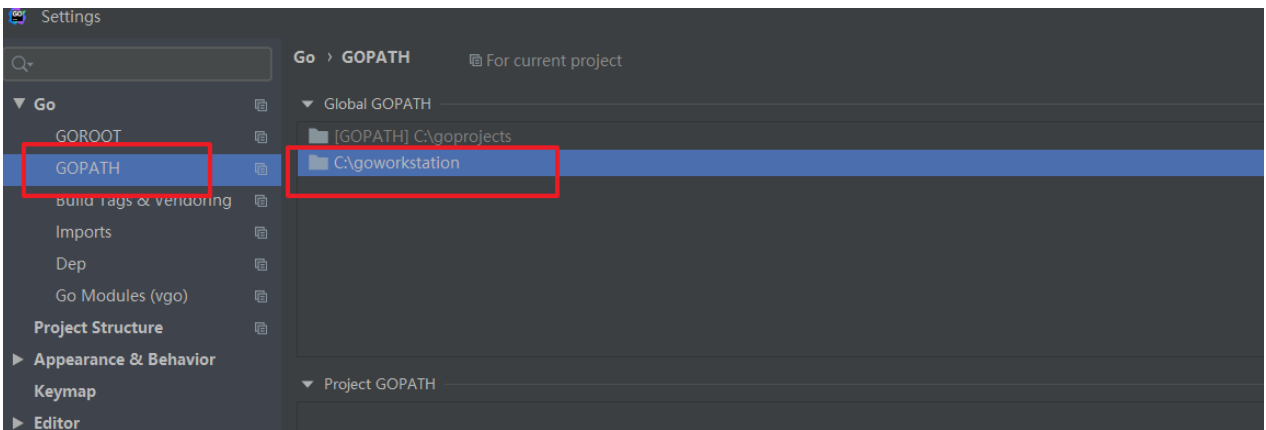 Settings
Go
GOROOT
GOPATH
Build Tags & Vendoring
Imports
Dep
Go Modules (vgo)
Project Structure
Appearance & Behavior
Keymap
Editor
Go › GOPATH
For current project
Global GOPATH
[GOPATH] C:\goprojects
C:\goworkstation
Project GOPATH